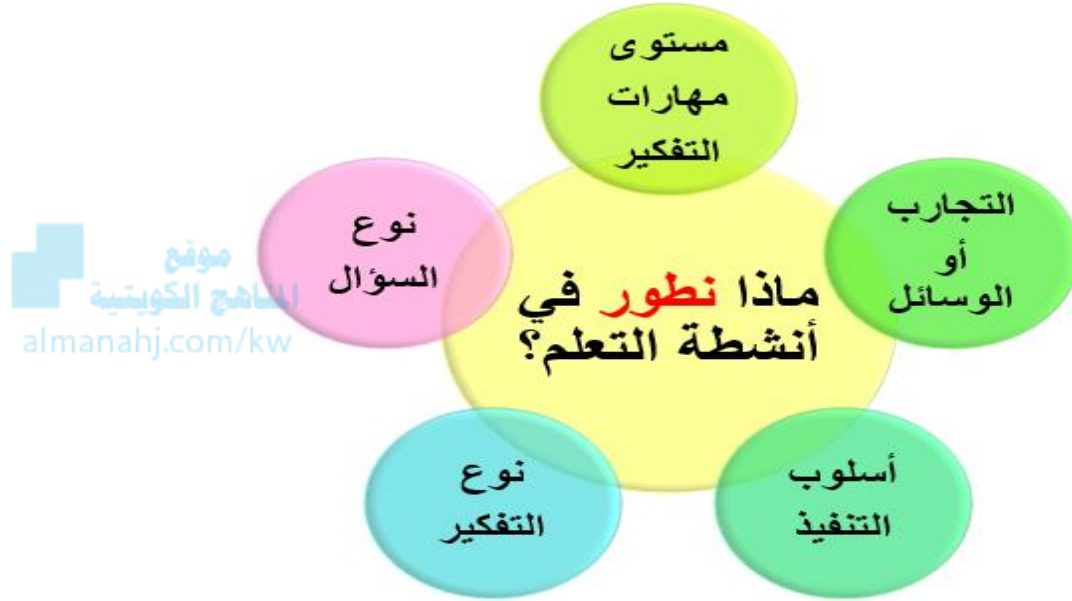 مستوى
مهارات
التفكير
التجارب
أو
الوسائل
نوع
السؤال
ماذا نطور في
أنشطة التعلم؟
أسلوب
التنفيذ
نوع
التفكير
موقع
المناهج الكويتية
almanahj.com/kw